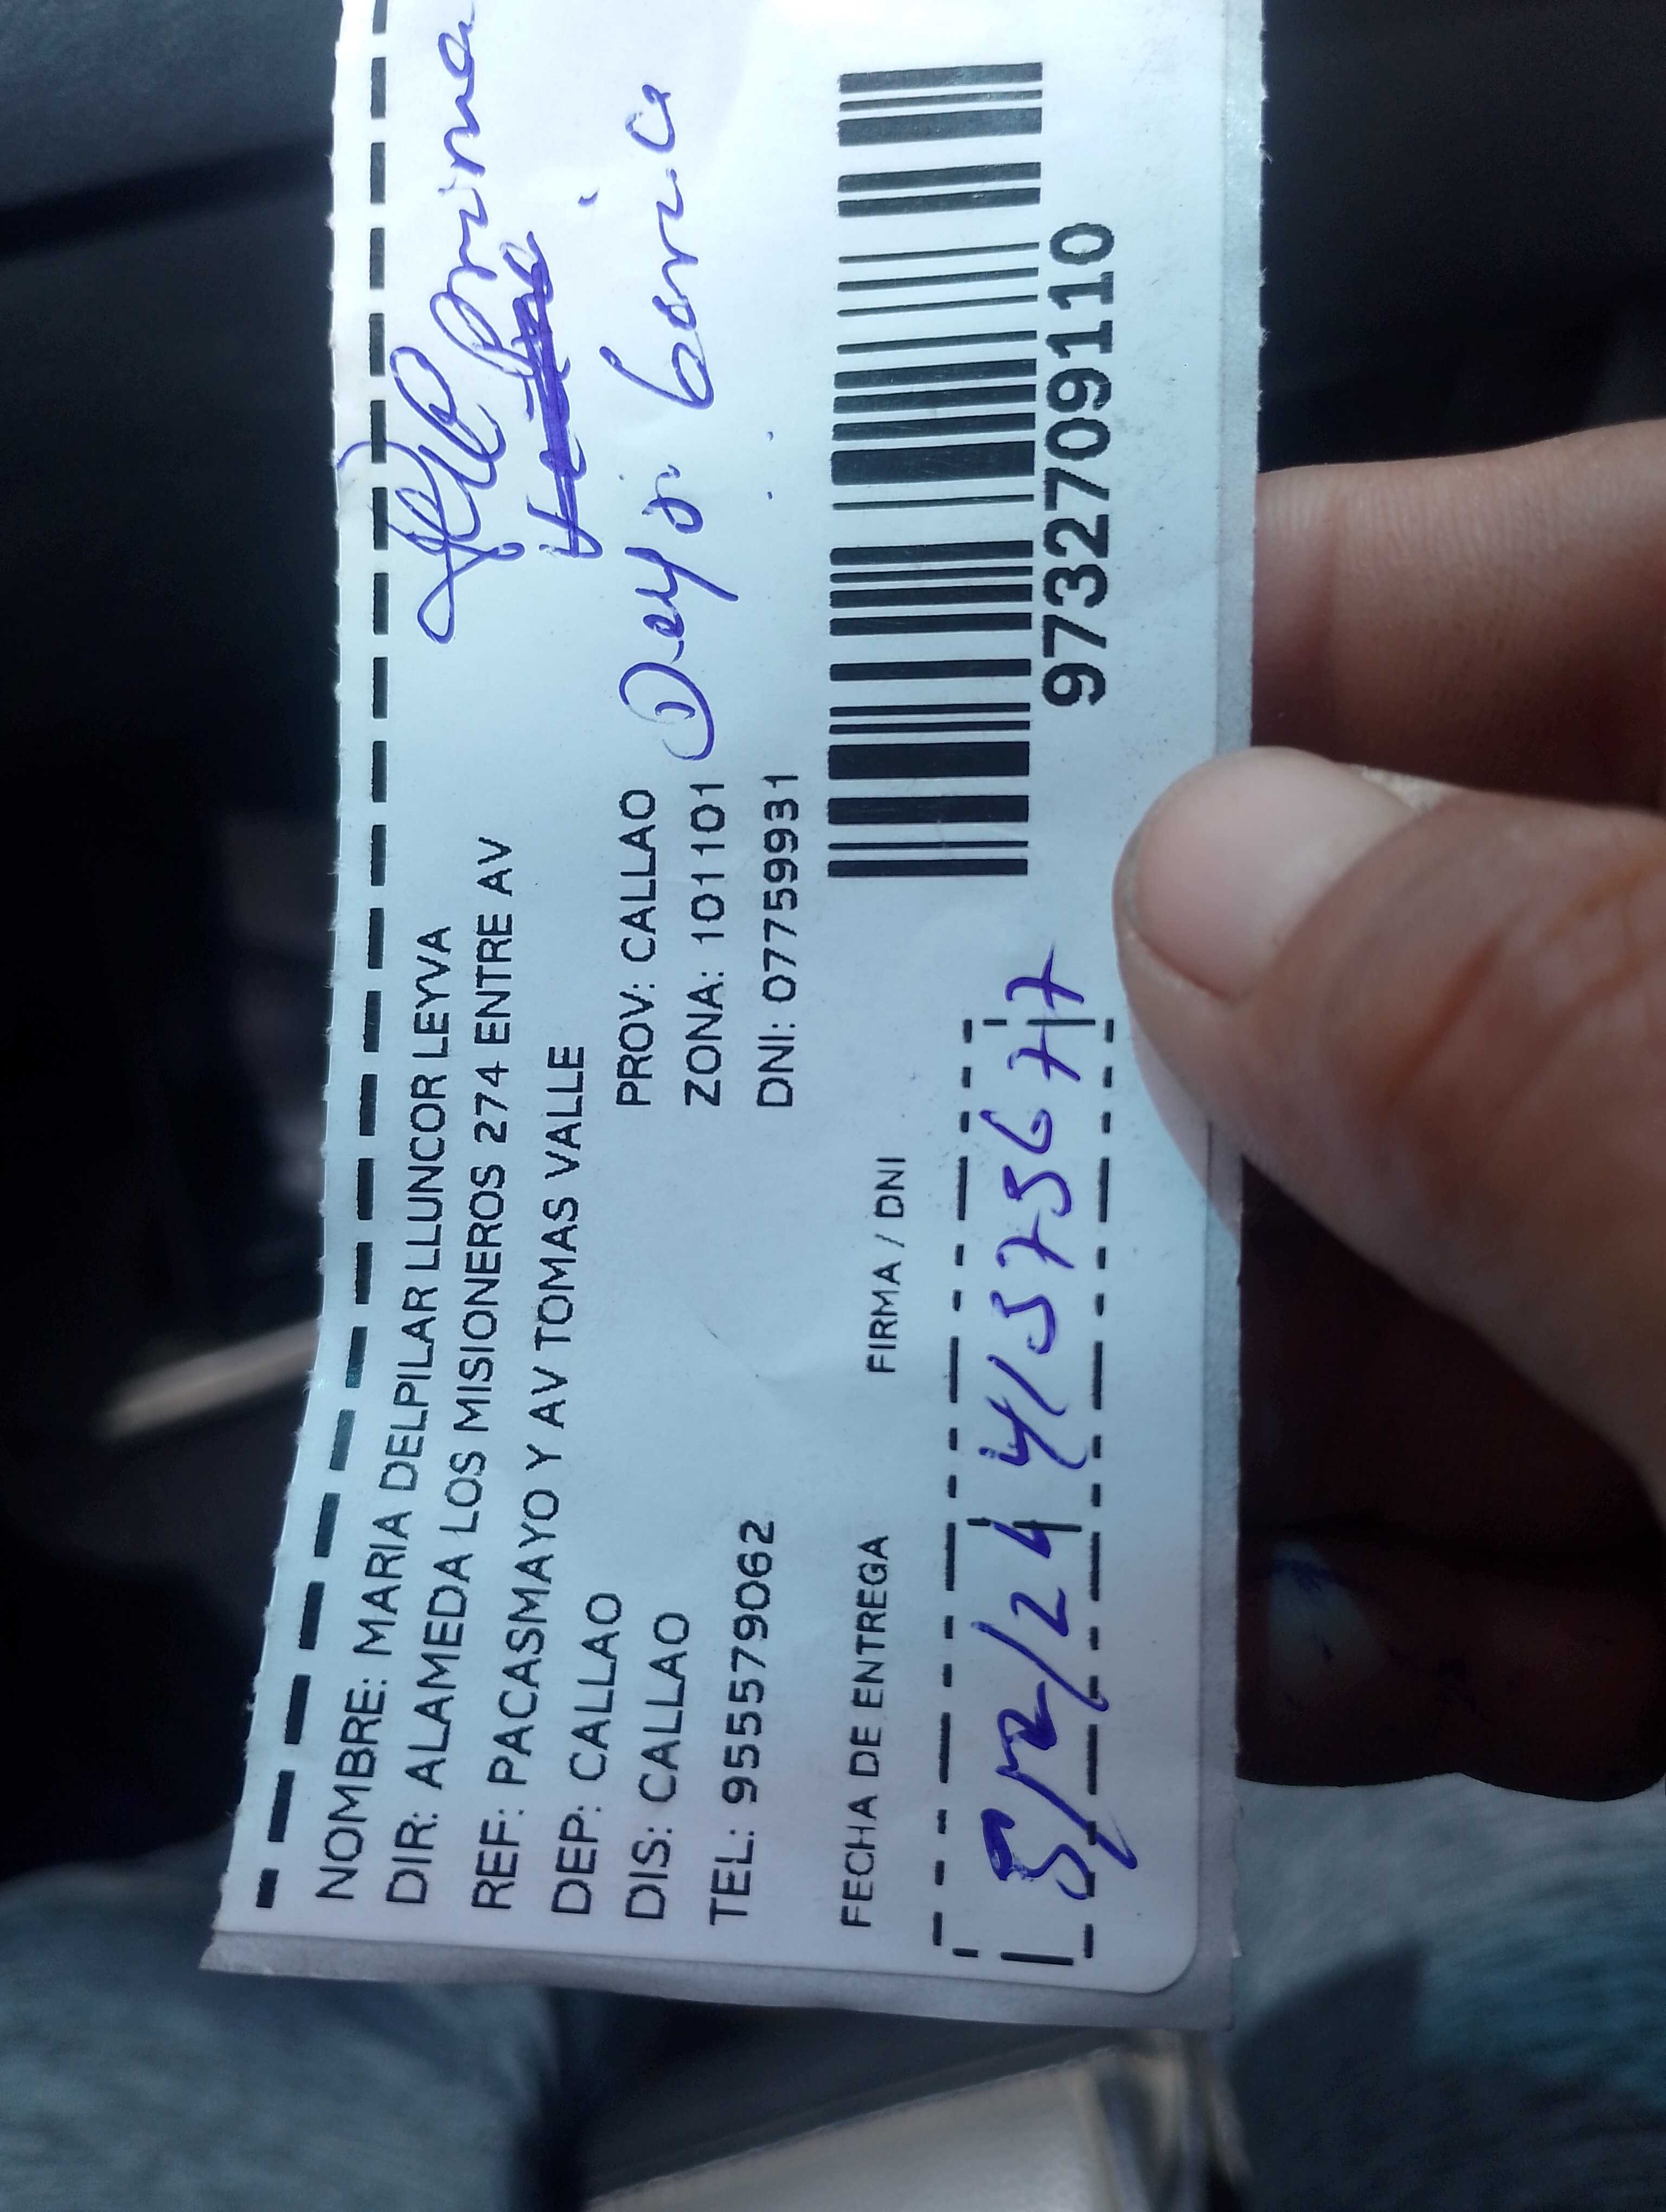 NOMBRE: MARIA DELPILAR LLUNCOR LEYVA
DIR: ALAMEDA LOS MISIONEROS 274 ENTRE AV
REF: PACASMAYO Y AV TOMAS VALLE
DEP: CALLAO PROV: CALLAO
DIS: CALLAO ZONA: 101101
TEL: 955579062 DNI: 07759931
prima
Deysi
FECHA DE ENTREGA FIRMA / DNI
5/12/24
9732709110